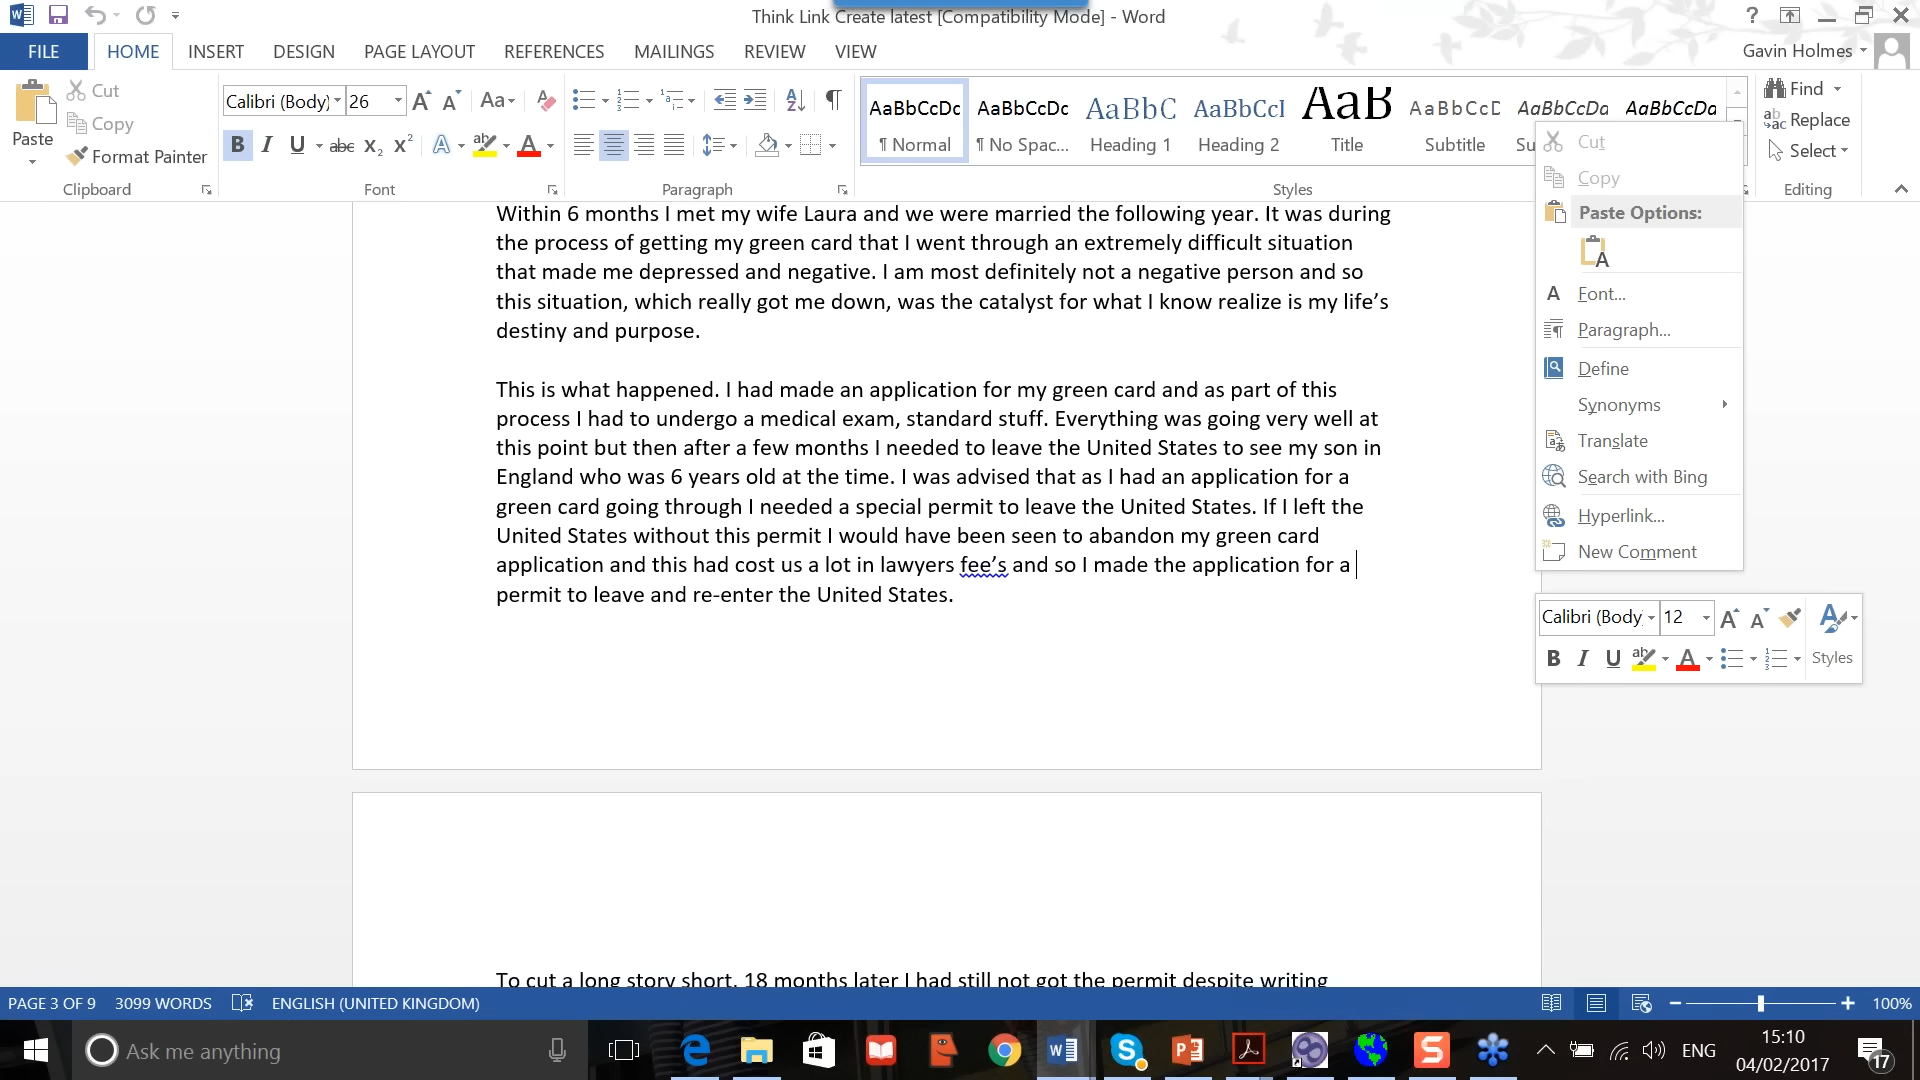 Think Link Create latest [Compatibility Mode] - Word
FILE HOME INSERT DESIGN PAGE LAYOUT REFERENCES MAILINGS REVIEW VIEW
Gavin Holmes
Paste
Cut
Copy
Format Painter
Clipboard
Calibri (Body) 26
Font
Paragraph
AaBbCcDc AaBbCcDc AaBbC AaBbCcI AaB AaBbCcD AaBbCcDa AaBbCcDa
¶ Normal ¶ No Spac... Heading 1 Heading 2 Title Subtitle Su
Styles
Find
Replace
Select
Editing
Within 6 months I met my wife Laura and we were married the following year. It was during
the process of getting my green card that I went through an extremely difficult situation
that made me depressed and negative. I am most definitely not a negative person and so
this situation, which really got me down, was the catalyst for what I know realize is my life’s
destiny and purpose.
This is what happened. I had made an application for my green card and as part of this
process I had to undergo a medical exam, standard stuff. Everything was going very well at
this point but then after a few months I needed to leave the United States to see my son in
England who was 6 years old at the time. I was advised that as I had an application for a
green card going through I needed a special permit to leave the United States. If I left the
United States without this permit I would have been seen to abandon my green card
application and this had cost us a lot in lawyers fee’s and so I made the application for a
permit to leave and re-enter the United States.
To cut a long story short, 18 months later I had still not got the permit despite writing
Cut
Copy
Paste Options:
Font...
Paragraph...
Define
Synonyms
Translate
Search with Bing
Hyperlink...
New Comment
Calibri (Body 12
B I U Styles
PAGE 3 OF 9 3099 WORDS ENGLISH (UNITED KINGDOM) 100%
Ask me anything
ENG
15:10
04/02/2017
17